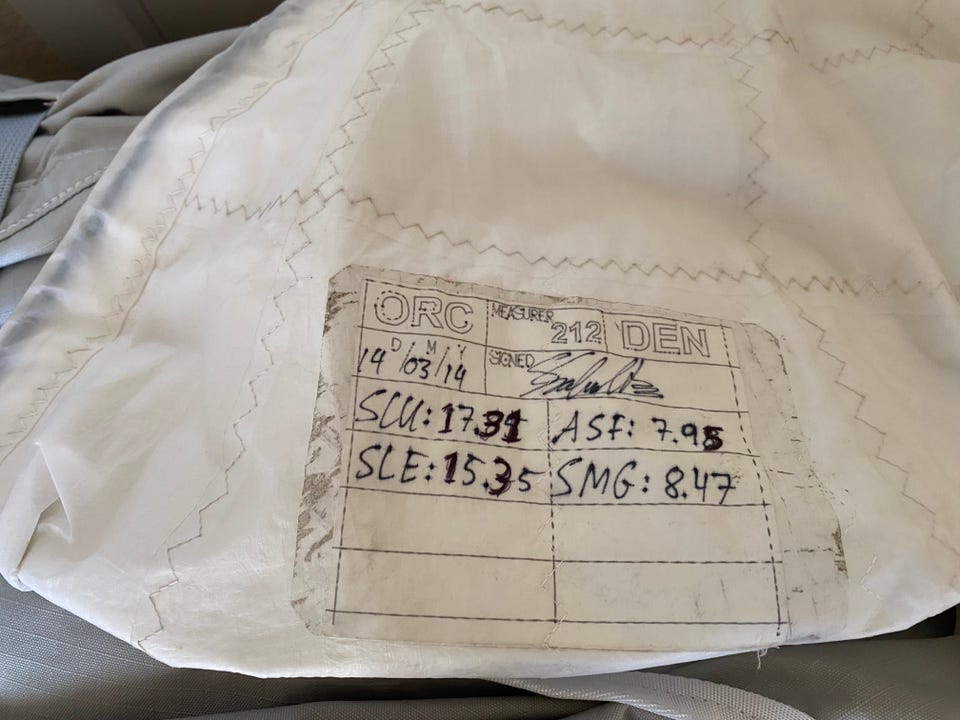 ORC MEASURER 212 DEN
D M Y SIGNED
14/03/14
SLU: 17.31 ASF: 7.95
SLE: 15.35 SMG: 8.47